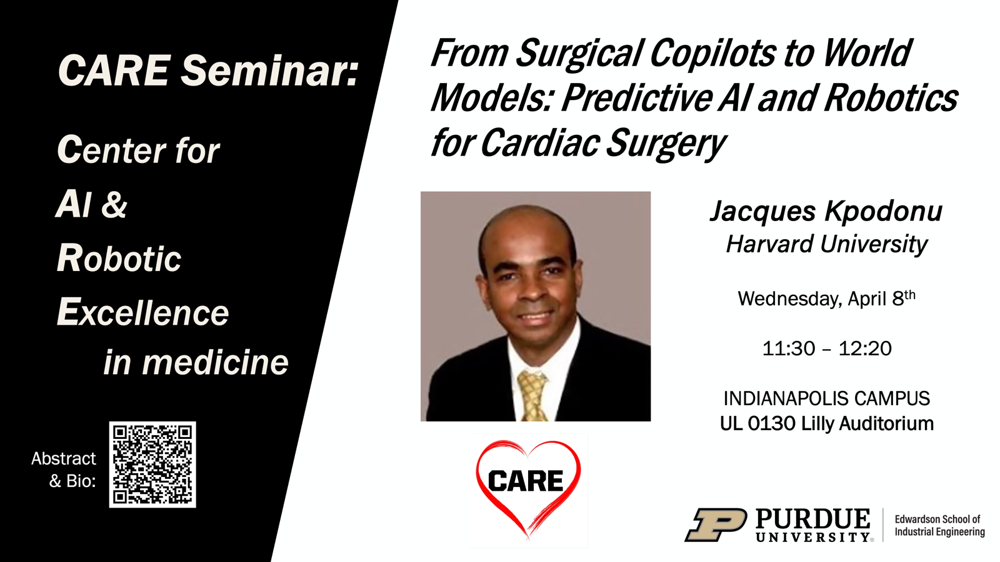 CARE Seminar:
Center for
AI &
Robotic
Excellence
in medicine
Abstract
& Bio:
From Surgical Copilots to World
Models: Predictive AI and Robotics
for Cardiac Surgery
Jacques Kpodonu
Harvard University
Wednesday, April 8th
11:30 – 12:20
INDIANAPOLIS CAMPUS
UL 0130 Lilly Auditorium
CARE
P PURDUE
UNIVERSITY®
Edwardson School of
Industrial Engineering